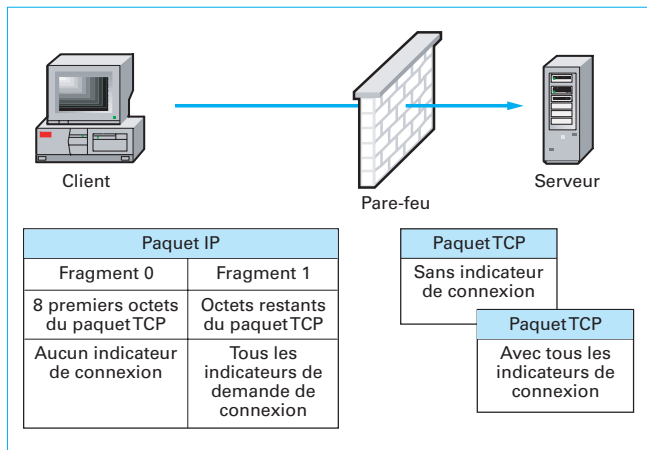 Client
Pare-feu
Serveur
Paquet IP
Fragment 0
Fragment 1
8 premiers octets
du paquet TCP
Octets restants
du paquet TCP
Aucun indicateur
de connexion
Tous les
indicateurs de
demande de
connexion
Paquet TCP
Sans indicateur
de connexion
Paquet TCP
Avec tous les
indicateurs de
connexion